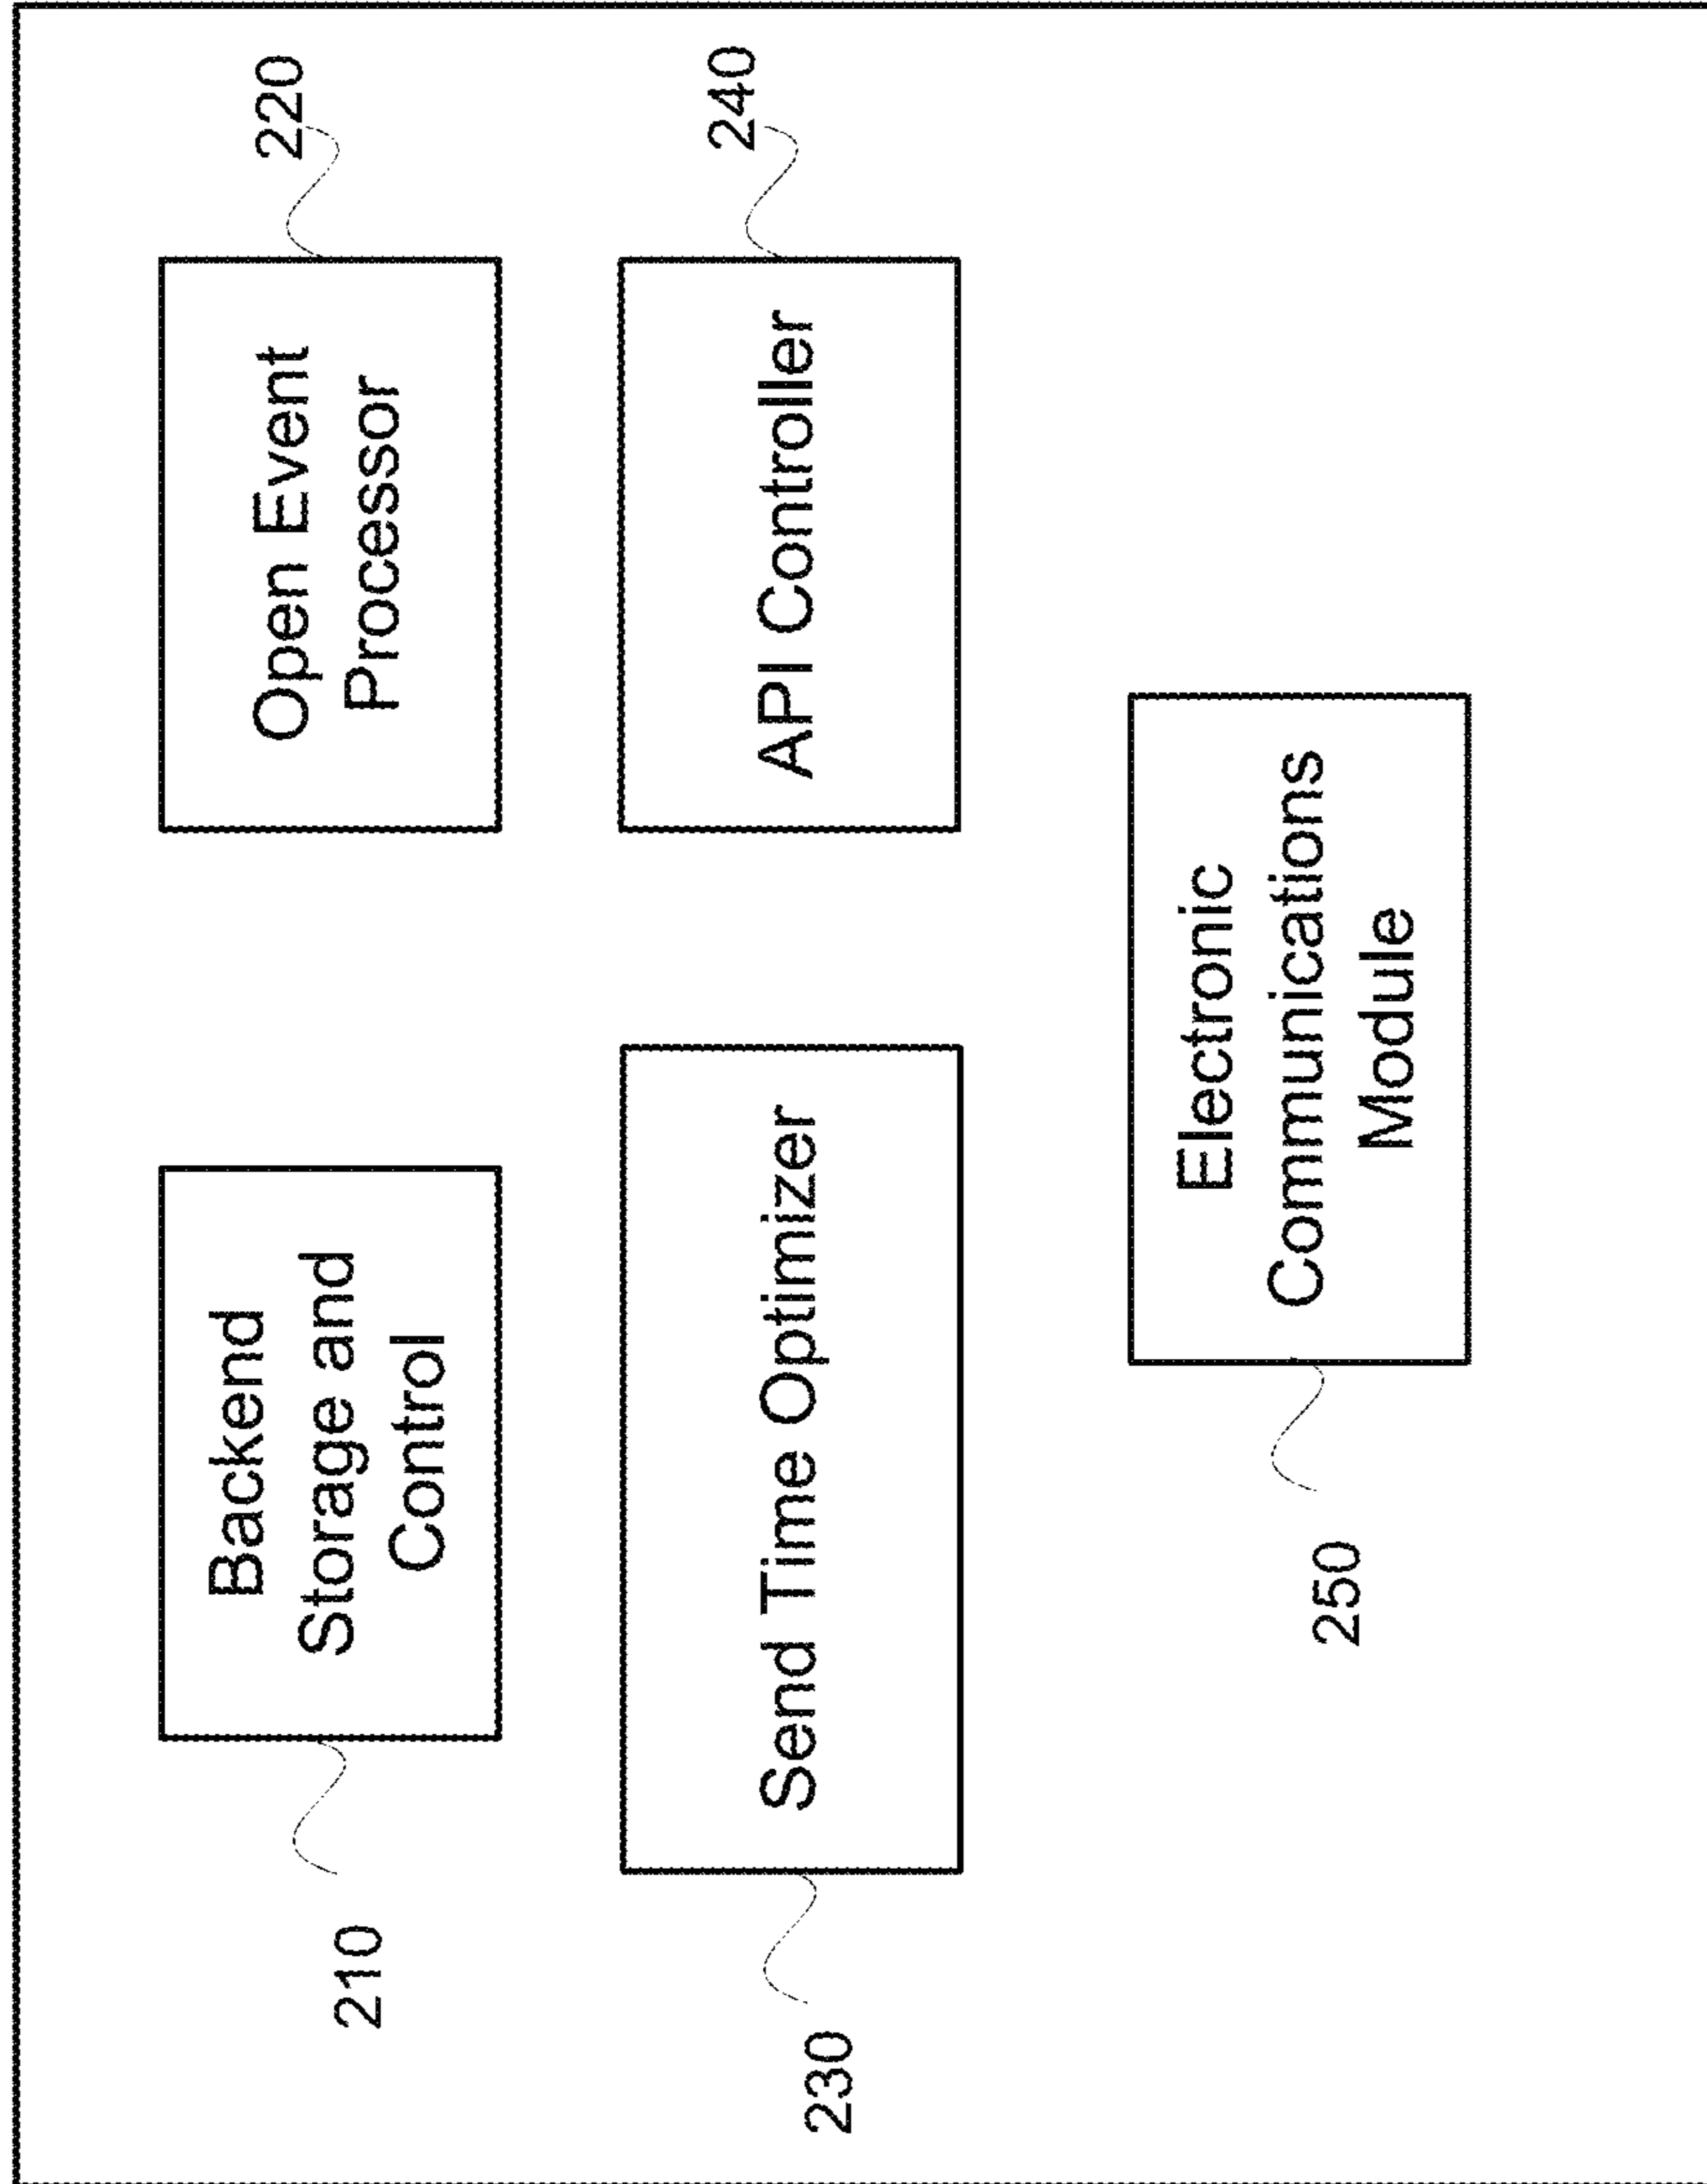 210
Backend
Storage and
Control
Open Event
Processor
220
230
Send Time Optimizer
API Controller
240
250
Electronic
Communications
Module